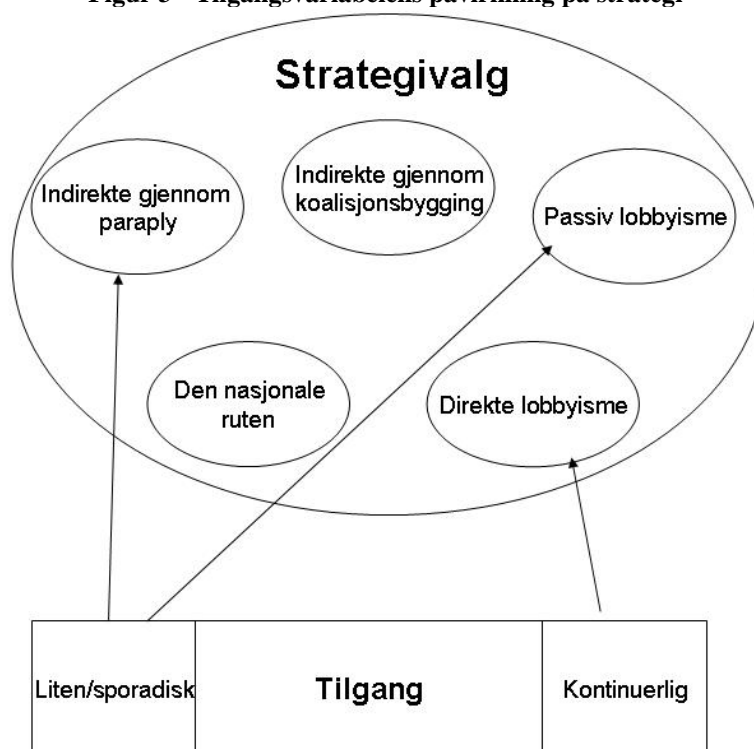 Strategivalg
Indirekte gjennom
paraply
Indirekte gjennom
koalisjonsbygging
Passiv lobbyisme
Den nasjonale
ruten
Direkte lobbyisme
Liten/sporadisk
Tilgang
Kontinuerlig